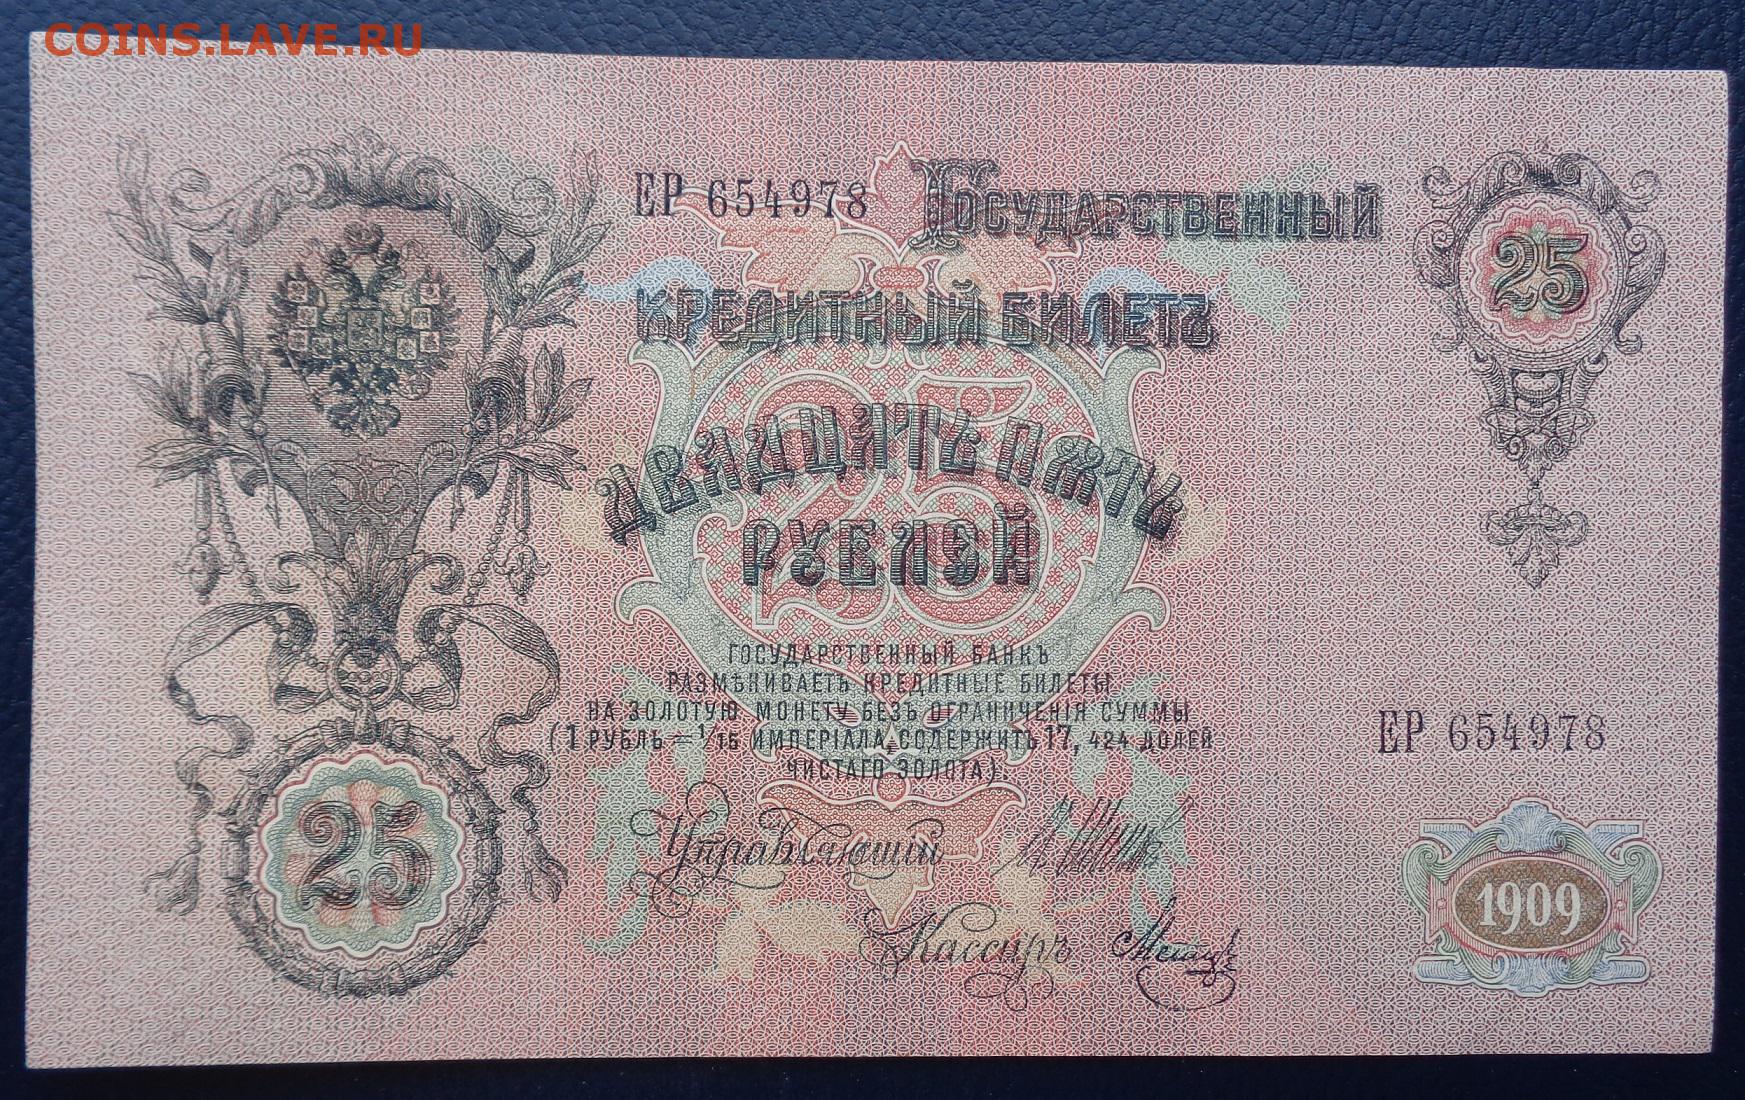 COINS.LAVE.RU
ЕР 654978
ГОСУДАРСТВЕННЫЙ
25
КРЕДИТНЫЙ БИЛЕТЪ
25
ДВАДЦАТЬ ПЯТЬ
РУБЛЕЙ
ГОСУДАРСТВЕННЫЙ БАНКЪ
РАЗМѢНИВАЕТЪ КРЕДИТНЫЕ БИЛЕТЫ
НА ЗОЛОТУЮ МОНЕТУ БЕЗЪ ОГРАНИЧЕНІЯ СУММЫ
(1 РУБЛЬ = 1/15 ИМПЕРІАЛА, СОДЕРЖИТЪ 17,424 ДОЛЕЙ
ЧИСТАГО ЗОЛОТА).
ЕР 654978
25
Управляющій
1909
Кассиръ